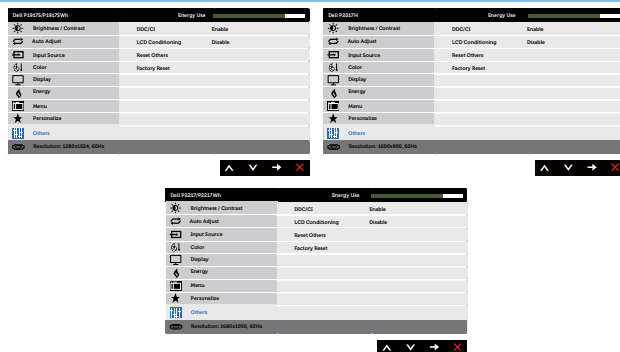 Dell P1917S/P1917SWh Energy Use
Brightness / Contrast DDC/CI Enable
Auto Adjust LCD Conditioning Disable
Input Source Reset Others
Color Factory Reset
Display
Energy
Menu
Personalize
Others
Resolution: 1280x1024, 60Hz
Dell P2017H Energy Use
Brightness / Contrast DDC/CI Enable
Auto Adjust LCD Conditioning Disable
Input Source Reset Others
Color Factory Reset
Display
Energy
Menu
Personalize
Others
Resolution: 1600x900, 60Hz
Dell P2217/P2217Wh Energy Use
Brightness / Contrast DDC/CI Enable
Auto Adjust LCD Conditioning Disable
Input Source Reset Others
Color Factory Reset
Display
Energy
Menu
Personalize
Others
Resolution: 1680x1050, 60Hz